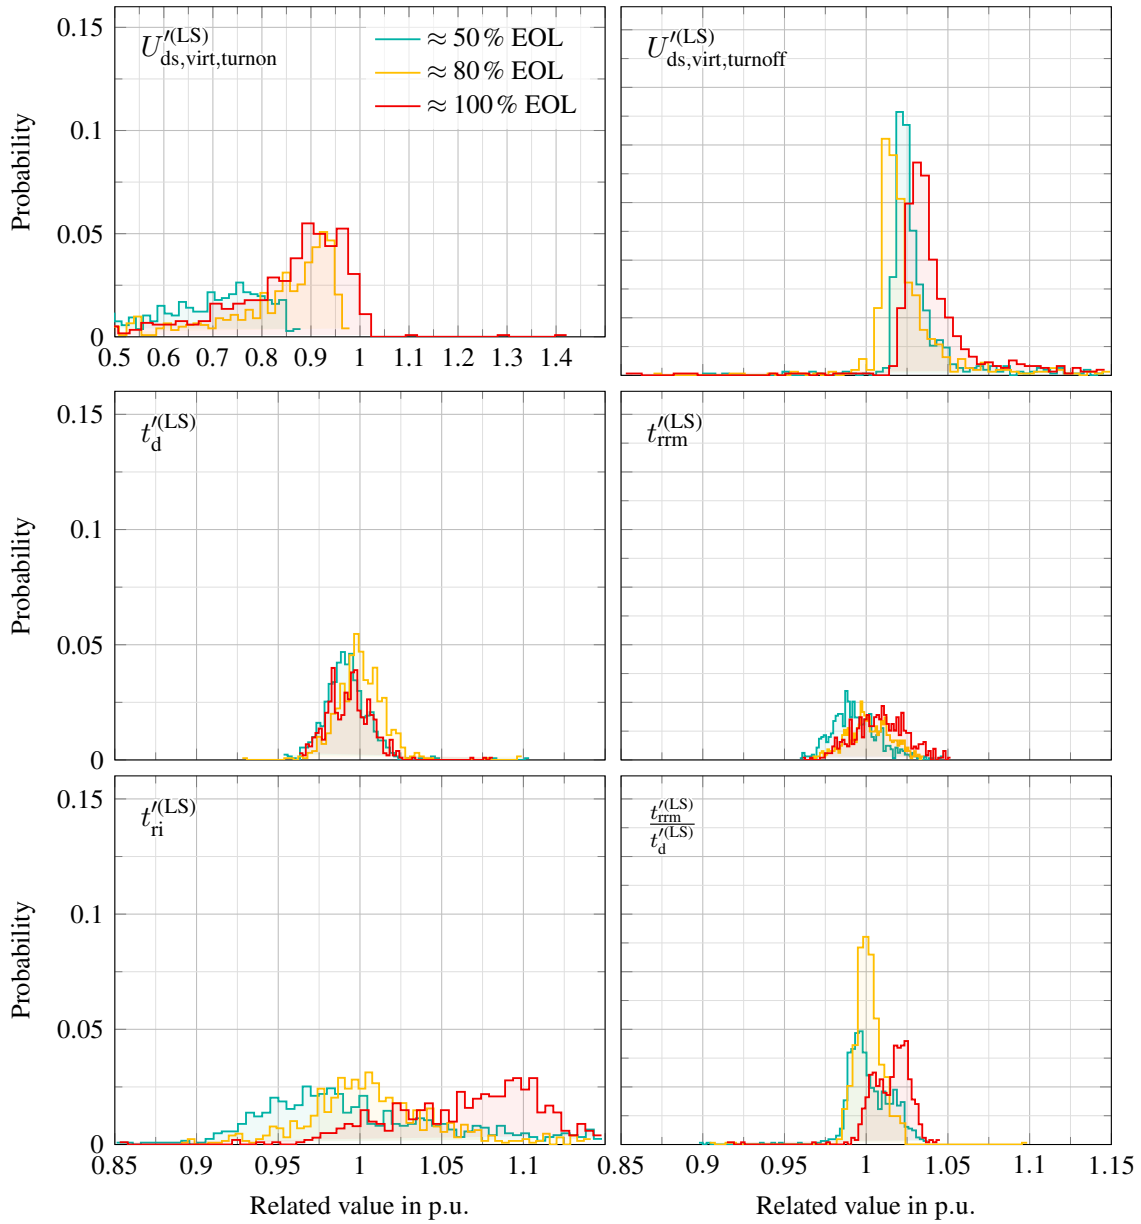 U′(LS)ds,virt,turnon
≈ 50 % EOL
≈ 80 % EOL
≈ 100 % EOL
U′(LS)ds,virt,turnoff
Probability
0.15
0.1
0.05
0
0.5 0.6 0.7 0.8 0.9 1 1.1 1.2 1.3 1.4
t′(LS)d
t′(LS)rrm
Probability
0.15
0.1
0.05
0
t′(LS)ri
t′(LS)rrm
t′(LS)d
Probability
0.15
0.1
0.05
0
0.85 0.9 0.95 1 1.05 1.1
0.85 0.9 0.95 1 1.05 1.1 1.15
Related value in p.u.
Related value in p.u.